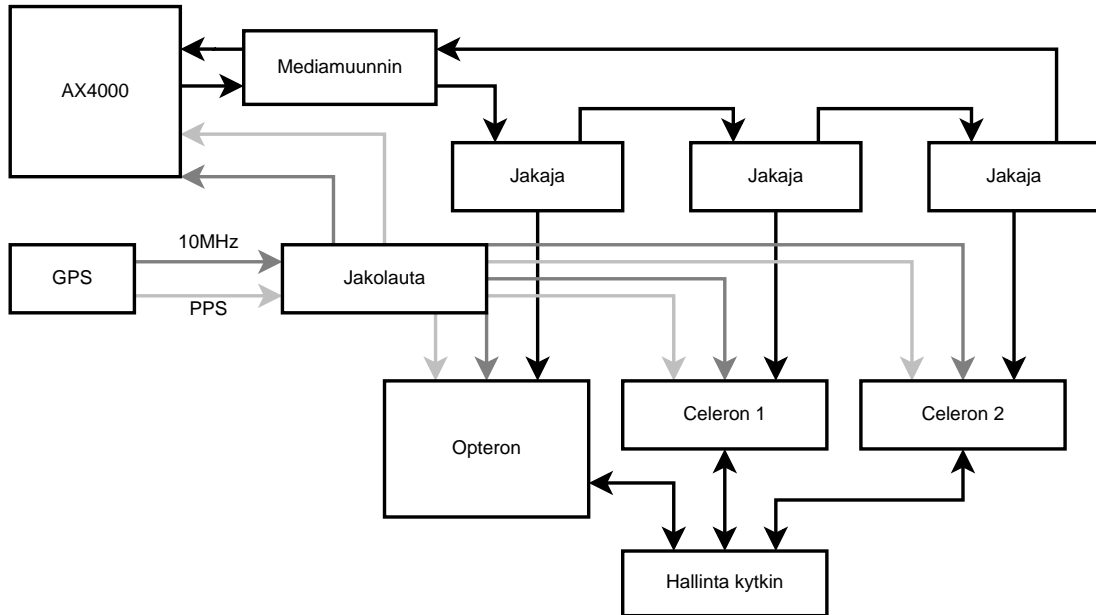 Mediamuunnin
AX4000
Jakaja
Jakaja
Jakaja
10MHz
GPS
Jakolauta
PPS
Celeron 1
Celeron 2
Opteron
Hallinta kytkin